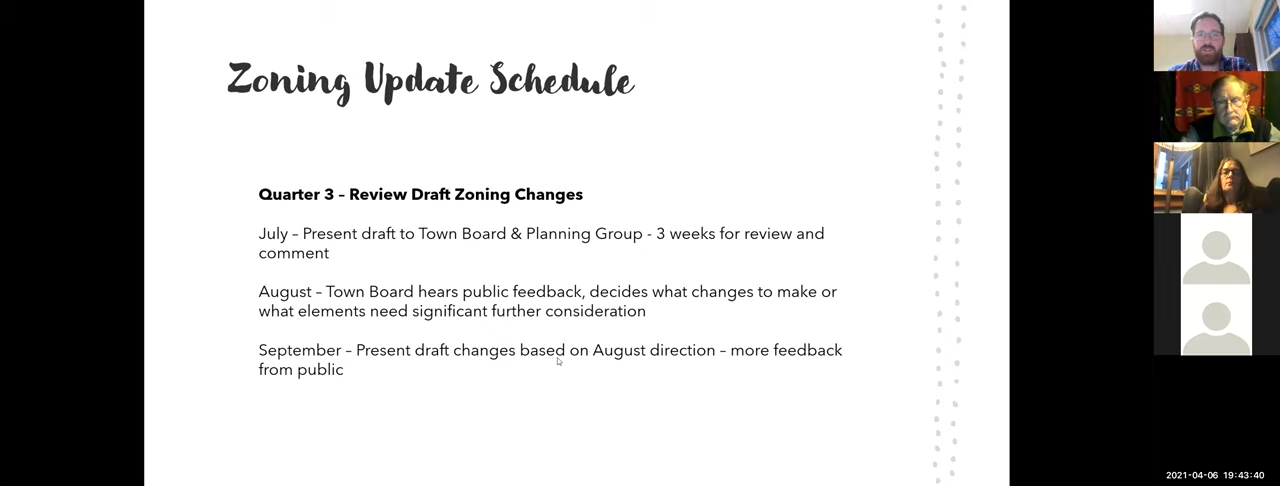 Zoning Update Schedule
Quarter 3 – Review Draft Zoning Changes
July – Present draft to Town Board & Planning Group - 3 weeks for review and
comment
August – Town Board hears public feedback, decides what changes to make or
what elements need significant further consideration
September – Present draft changes based on August direction – more feedback
from public
2021-04-06 19:43:40